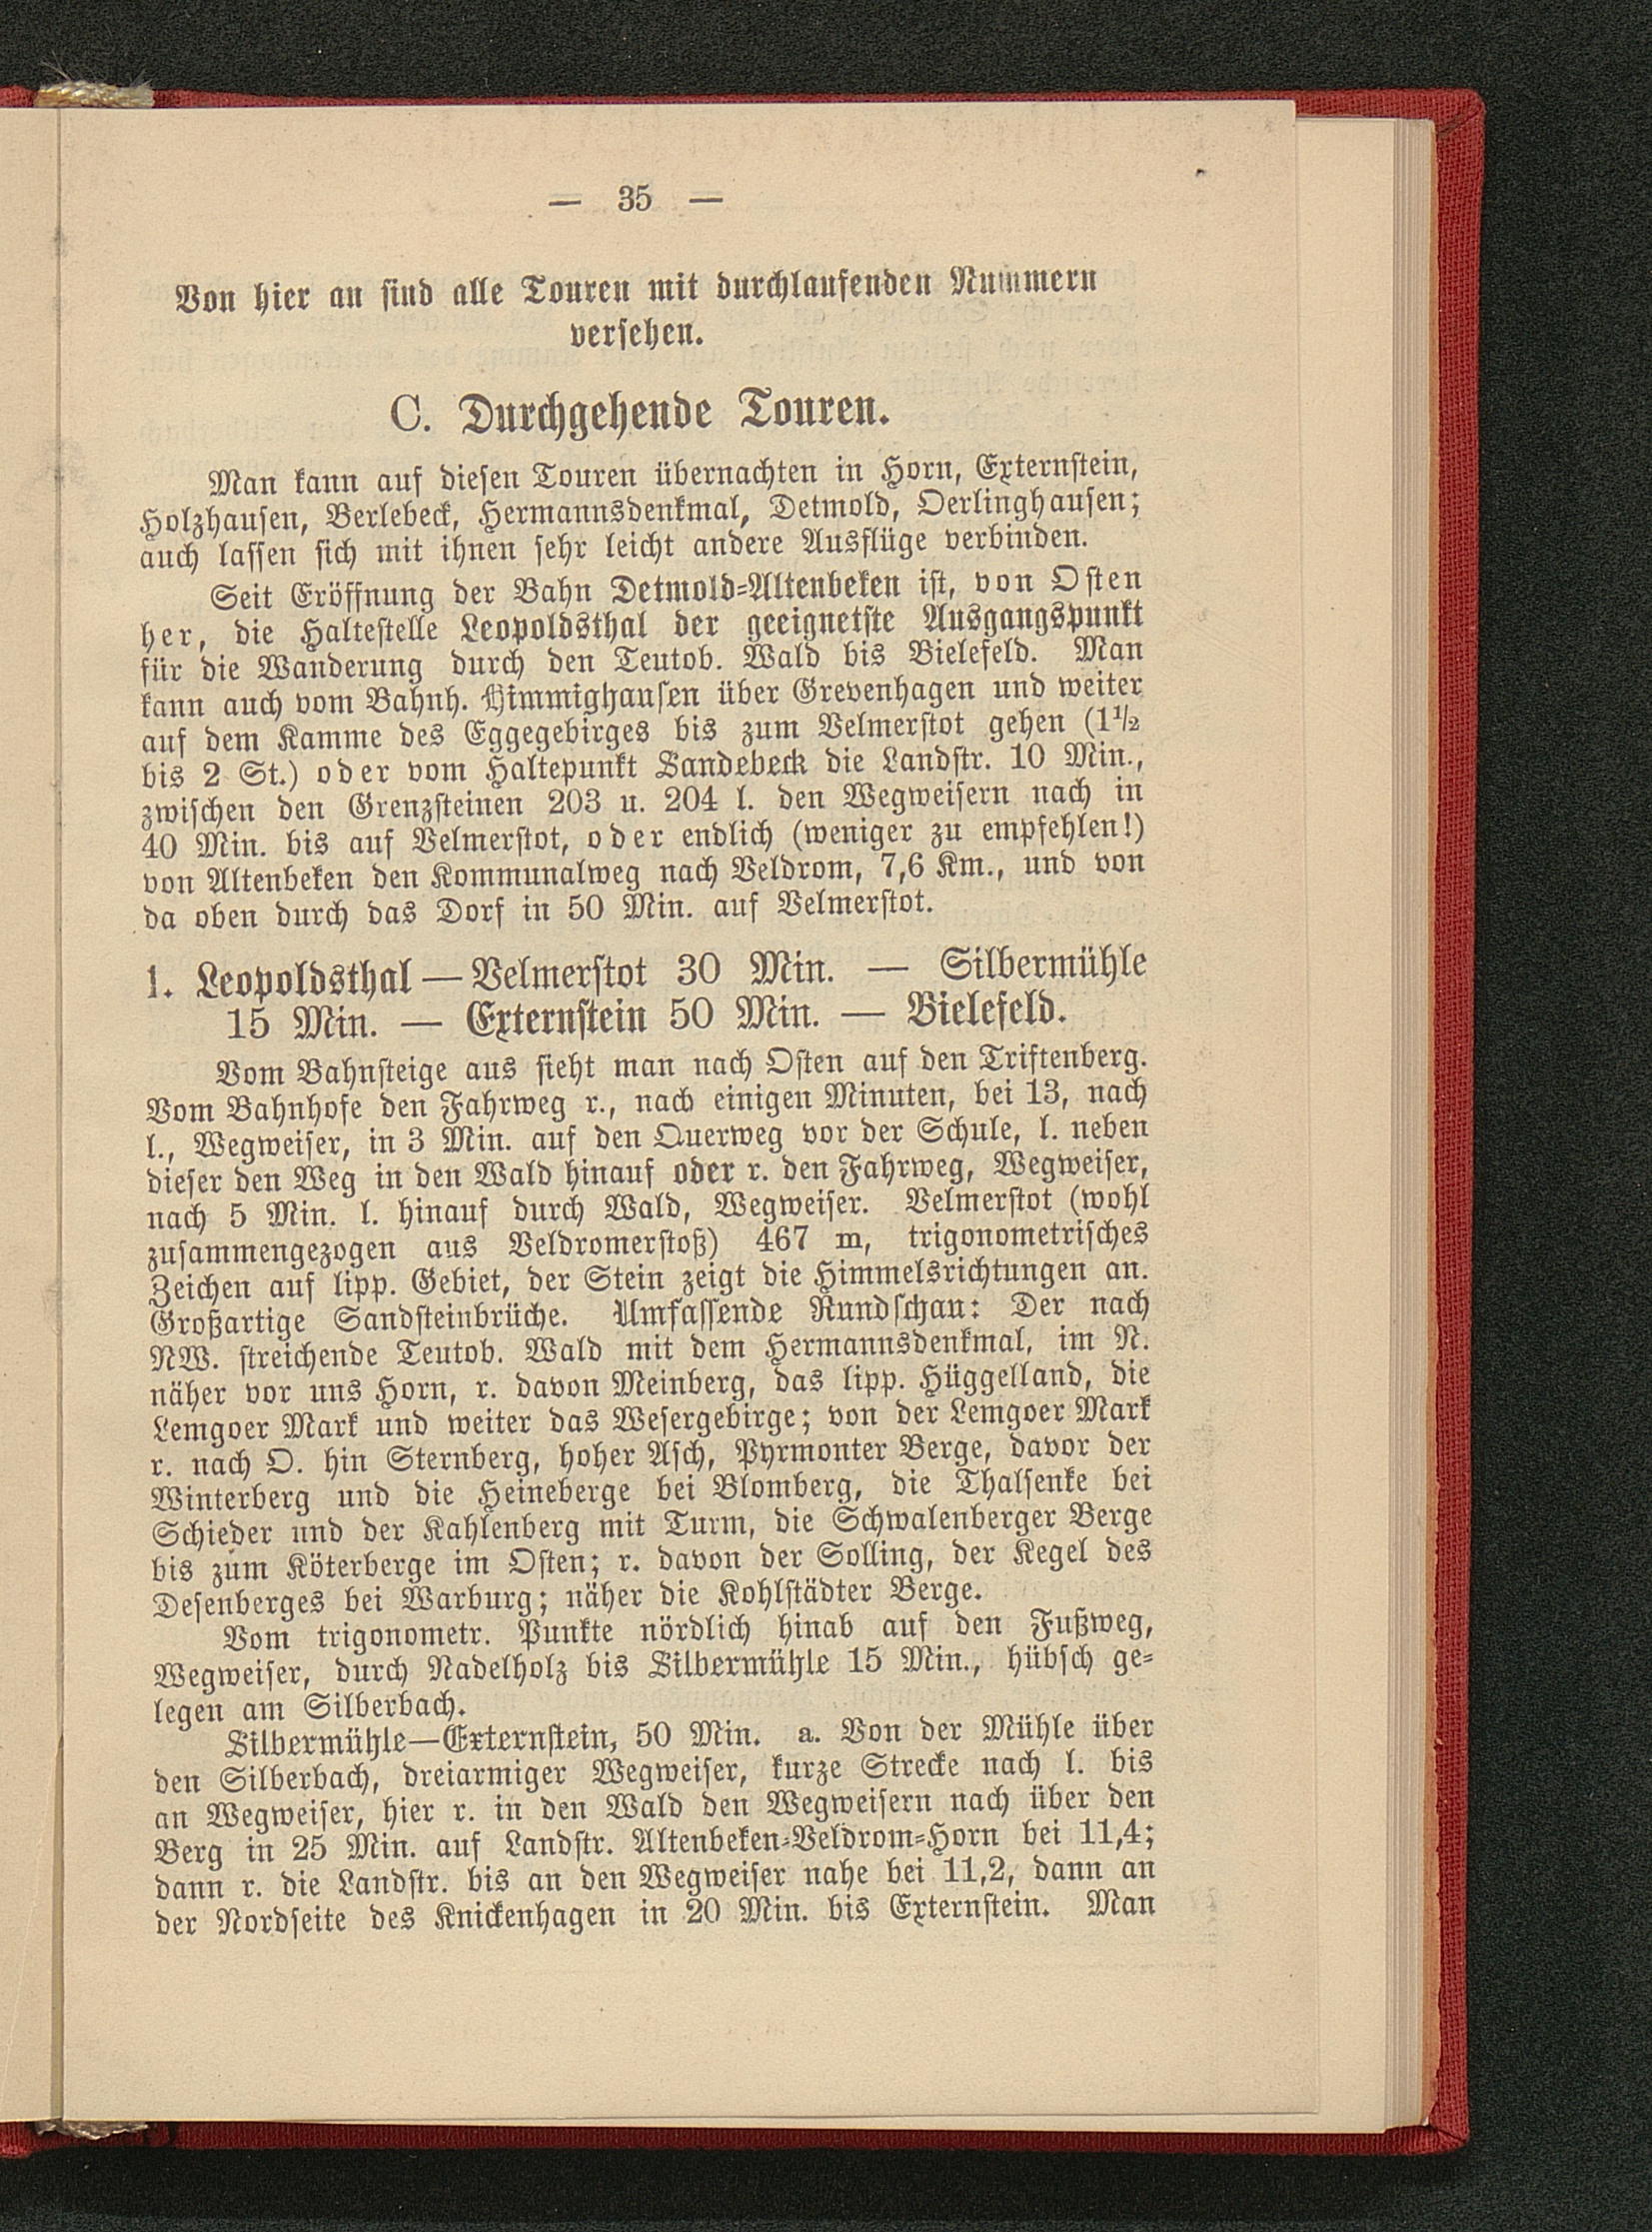 — 35 —
Von hier an sind alle Touren mit durchlaufenden Nummern
versehen.
C. Durchgehende Touren.
Man kann auf diesen Touren übernachten in Horn, Externstein,
Holzhausen, Berlebeck, Hermannsdenkmal, Detmold, Oerlinghausen;
auch lassen sich mit ihnen sehr leicht andere Ausflüge verbinden.
Seit Eröffnung der Bahn Detmold-Altenbeken ist, von Osten
her, die Haltestelle Leopoldsthal der geeignetste Ausgangspunkt
für die Wanderung durch den Teutob. Wald bis Bielefeld. Man
kann auch vom Bahnh. Himmighausen über Grevenhagen und weiter
auf dem Kamme des Eggegebirges bis zum Velmerstot gehen (1½
bis 2 St.) oder vom Haltepunkt Sandebeck die Landstr. 10 Min.,
zwischen den Grenzsteinen 203 u. 204 l. den Wegweisern nach in
40 Min. bis auf Velmerstot, oder endlich (weniger zu empfehlen!)
von Altenbeken den Kommunalweg nach Veldrom, 7,6 Km., und von
da oben durch das Dorf in 50 Min. auf Velmerstot.
1. Leopoldsthal — Velmerstot 30 Min. — Silbermühle
15 Min. — Externstein 50 Min. — Bielefeld.
Vom Bahnsteige aus sieht man nach Osten auf den Triftenberg.
Vom Bahnhofe den Fahrweg r., nach einigen Minuten, bei 13, nach
l., Wegweiser, in 3 Min. auf den Querweg vor der Schule, l. neben
dieser den Weg in den Wald hinauf oder r. den Fahrweg, Wegweiser,
nach 5 Min. l. hinauf durch Wald, Wegweiser. Velmerstot (wohl
zusammengezogen aus Veldromerstoß) 467 m, trigonometrisches
Zeichen auf lipp. Gebiet, der Stein zeigt die Himmelsrichtungen an.
Großartige Sandsteinbrüche. Umfassende Rundschau: Der nach
NW. streichende Teutob. Wald mit dem Hermannsdenkmal, im N.
näher vor uns Horn, r. davon Meinberg, das lipp. Hüggelland, die
Lemgoer Mark und weiter das Wesergebirge; von der Lemgoer Mark
r. nach O. hin Sternberg, hoher Asch, Pyrmonter Berge, davor der
Winterberg und die Heineberge bei Blomberg, die Thalsenke bei
Schieder und der Kahlenberg mit Turm, die Schwalenberger Berge
bis zum Köterberge im Osten; r. davon der Solling, der Kegel des
Desenberges bei Warburg; näher die Kohlstädter Berge.
Vom trigonometr. Punkte nördlich hinab auf den Fußweg,
Wegweiser, durch Nadelholz bis Silbermühle 15 Min., hübsch ge-
legen am Silberbach.
Silbermühle—Externstein, 50 Min. a. Von der Mühle über
den Silberbach, dreiarmiger Wegweiser, kurze Strecke nach l. bis
an Wegweiser, hier r. in den Wald den Wegweisern nach über den
Berg in 25 Min. auf Landstr. Altenbeken-Veldrom-Horn bei 11,4;
dann r. die Landstr. bis an den Wegweiser nahe bei 11,2, dann an
der Nordseite des Knickenhagen in 20 Min. bis Externstein. Man